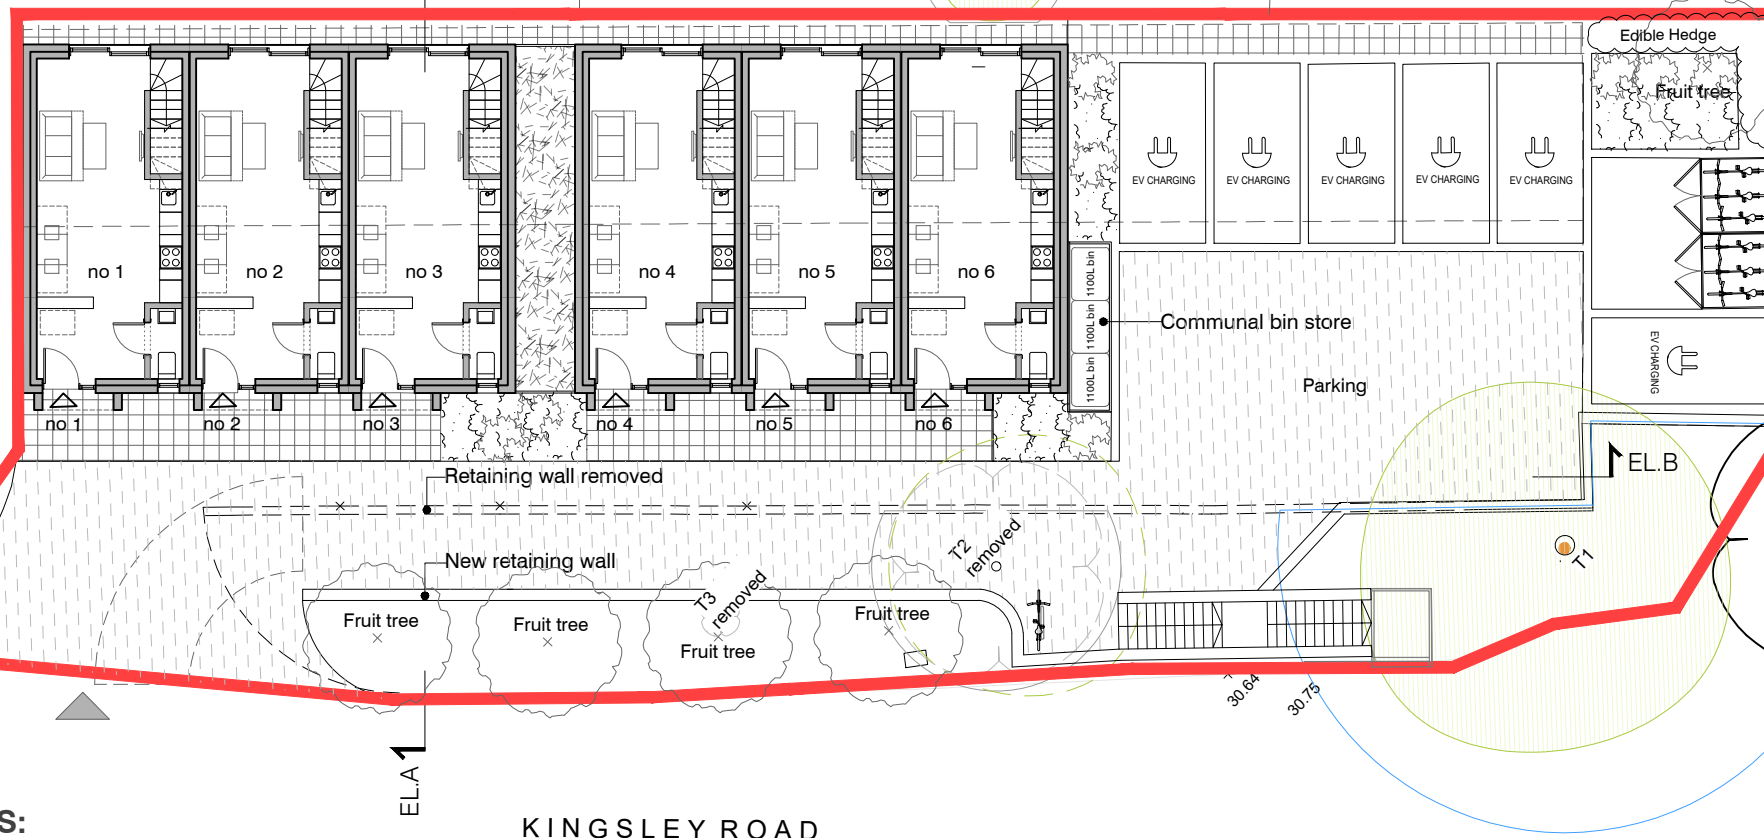 Edible Hedge
Fruit tree
EV CHARGING
EV CHARGING
EV CHARGING
EV CHARGING
EV CHARGING
no 1
no 2
no 3
no 4
no 5
no 6
1100L bin
1100L bin
1100L bin
Communal bin store
EV CHARGING
Parking
no 1
no 2
no 3
no 4
no 5
no 6
EL.B
Retaining wall removed
T2
removed
T1
New retaining wall
T3
removed
Fruit tree
Fruit tree
Fruit tree
Fruit tree
30.64
30.75
EL.A
S:
KINGSLEY ROAD